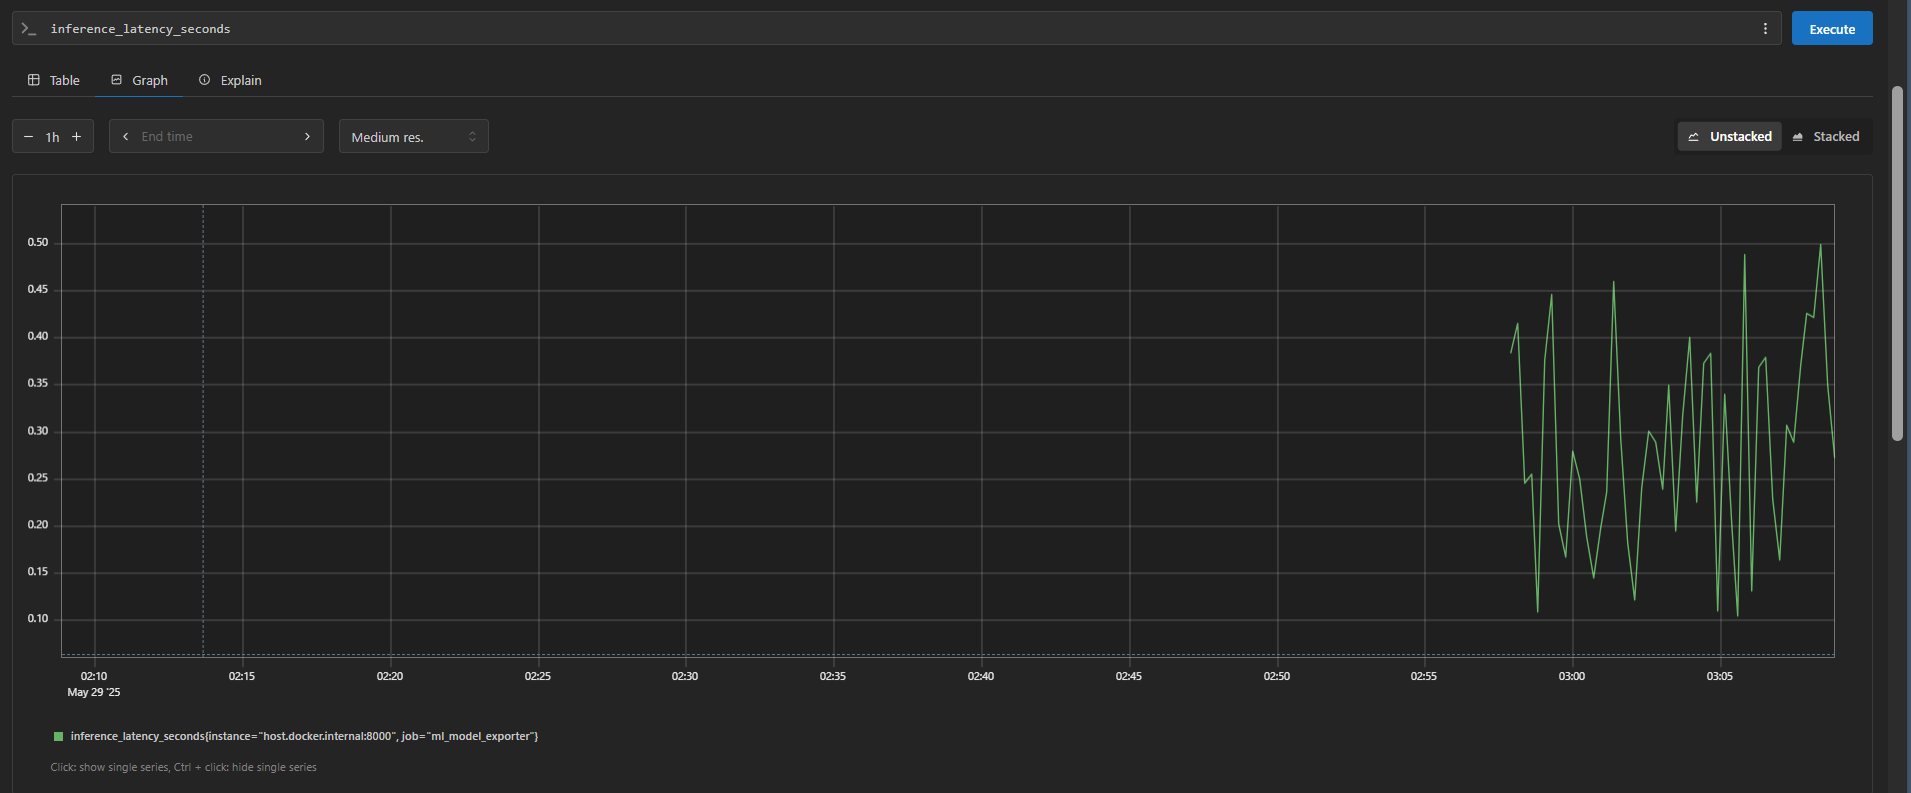 inference_latency_seconds
Execute
Table Graph Explain
1h End time Medium res. Unstacked Stacked
0.50
0.45
0.40
0.35
0.30
0.25
0.20
0.15
0.10
02:10 02:15 02:20 02:25 02:30 02:35 02:40 02:45 02:50 02:55 03:00 03:05
May 29 '25
inference_latency_seconds{instance="host.docker.internal:8000", job="ml_model_exporter"}
Click: show single series, Ctrl + click: hide single series